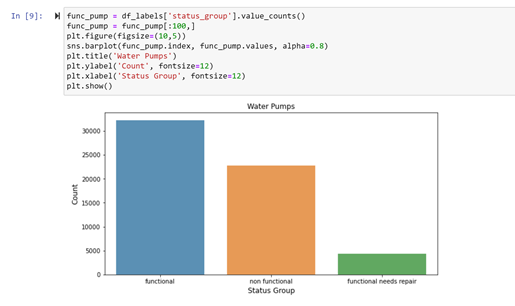 In [9]:
func_pump = df_labels['status_group'].value_counts()
func_pump = func_pump[:100,]
plt.figure(figsize=(10,5))
sns.barplot(func_pump.index, func_pump.values, alpha=0.8)
plt.title('Water Pumps')
plt.ylabel('Count', fontsize=12)
plt.xlabel('Status Group', fontsize=12)
plt.show()
Water Pumps
30000
25000
20000
15000
10000
5000
0
Count
functional non functional functional needs repair
Status Group